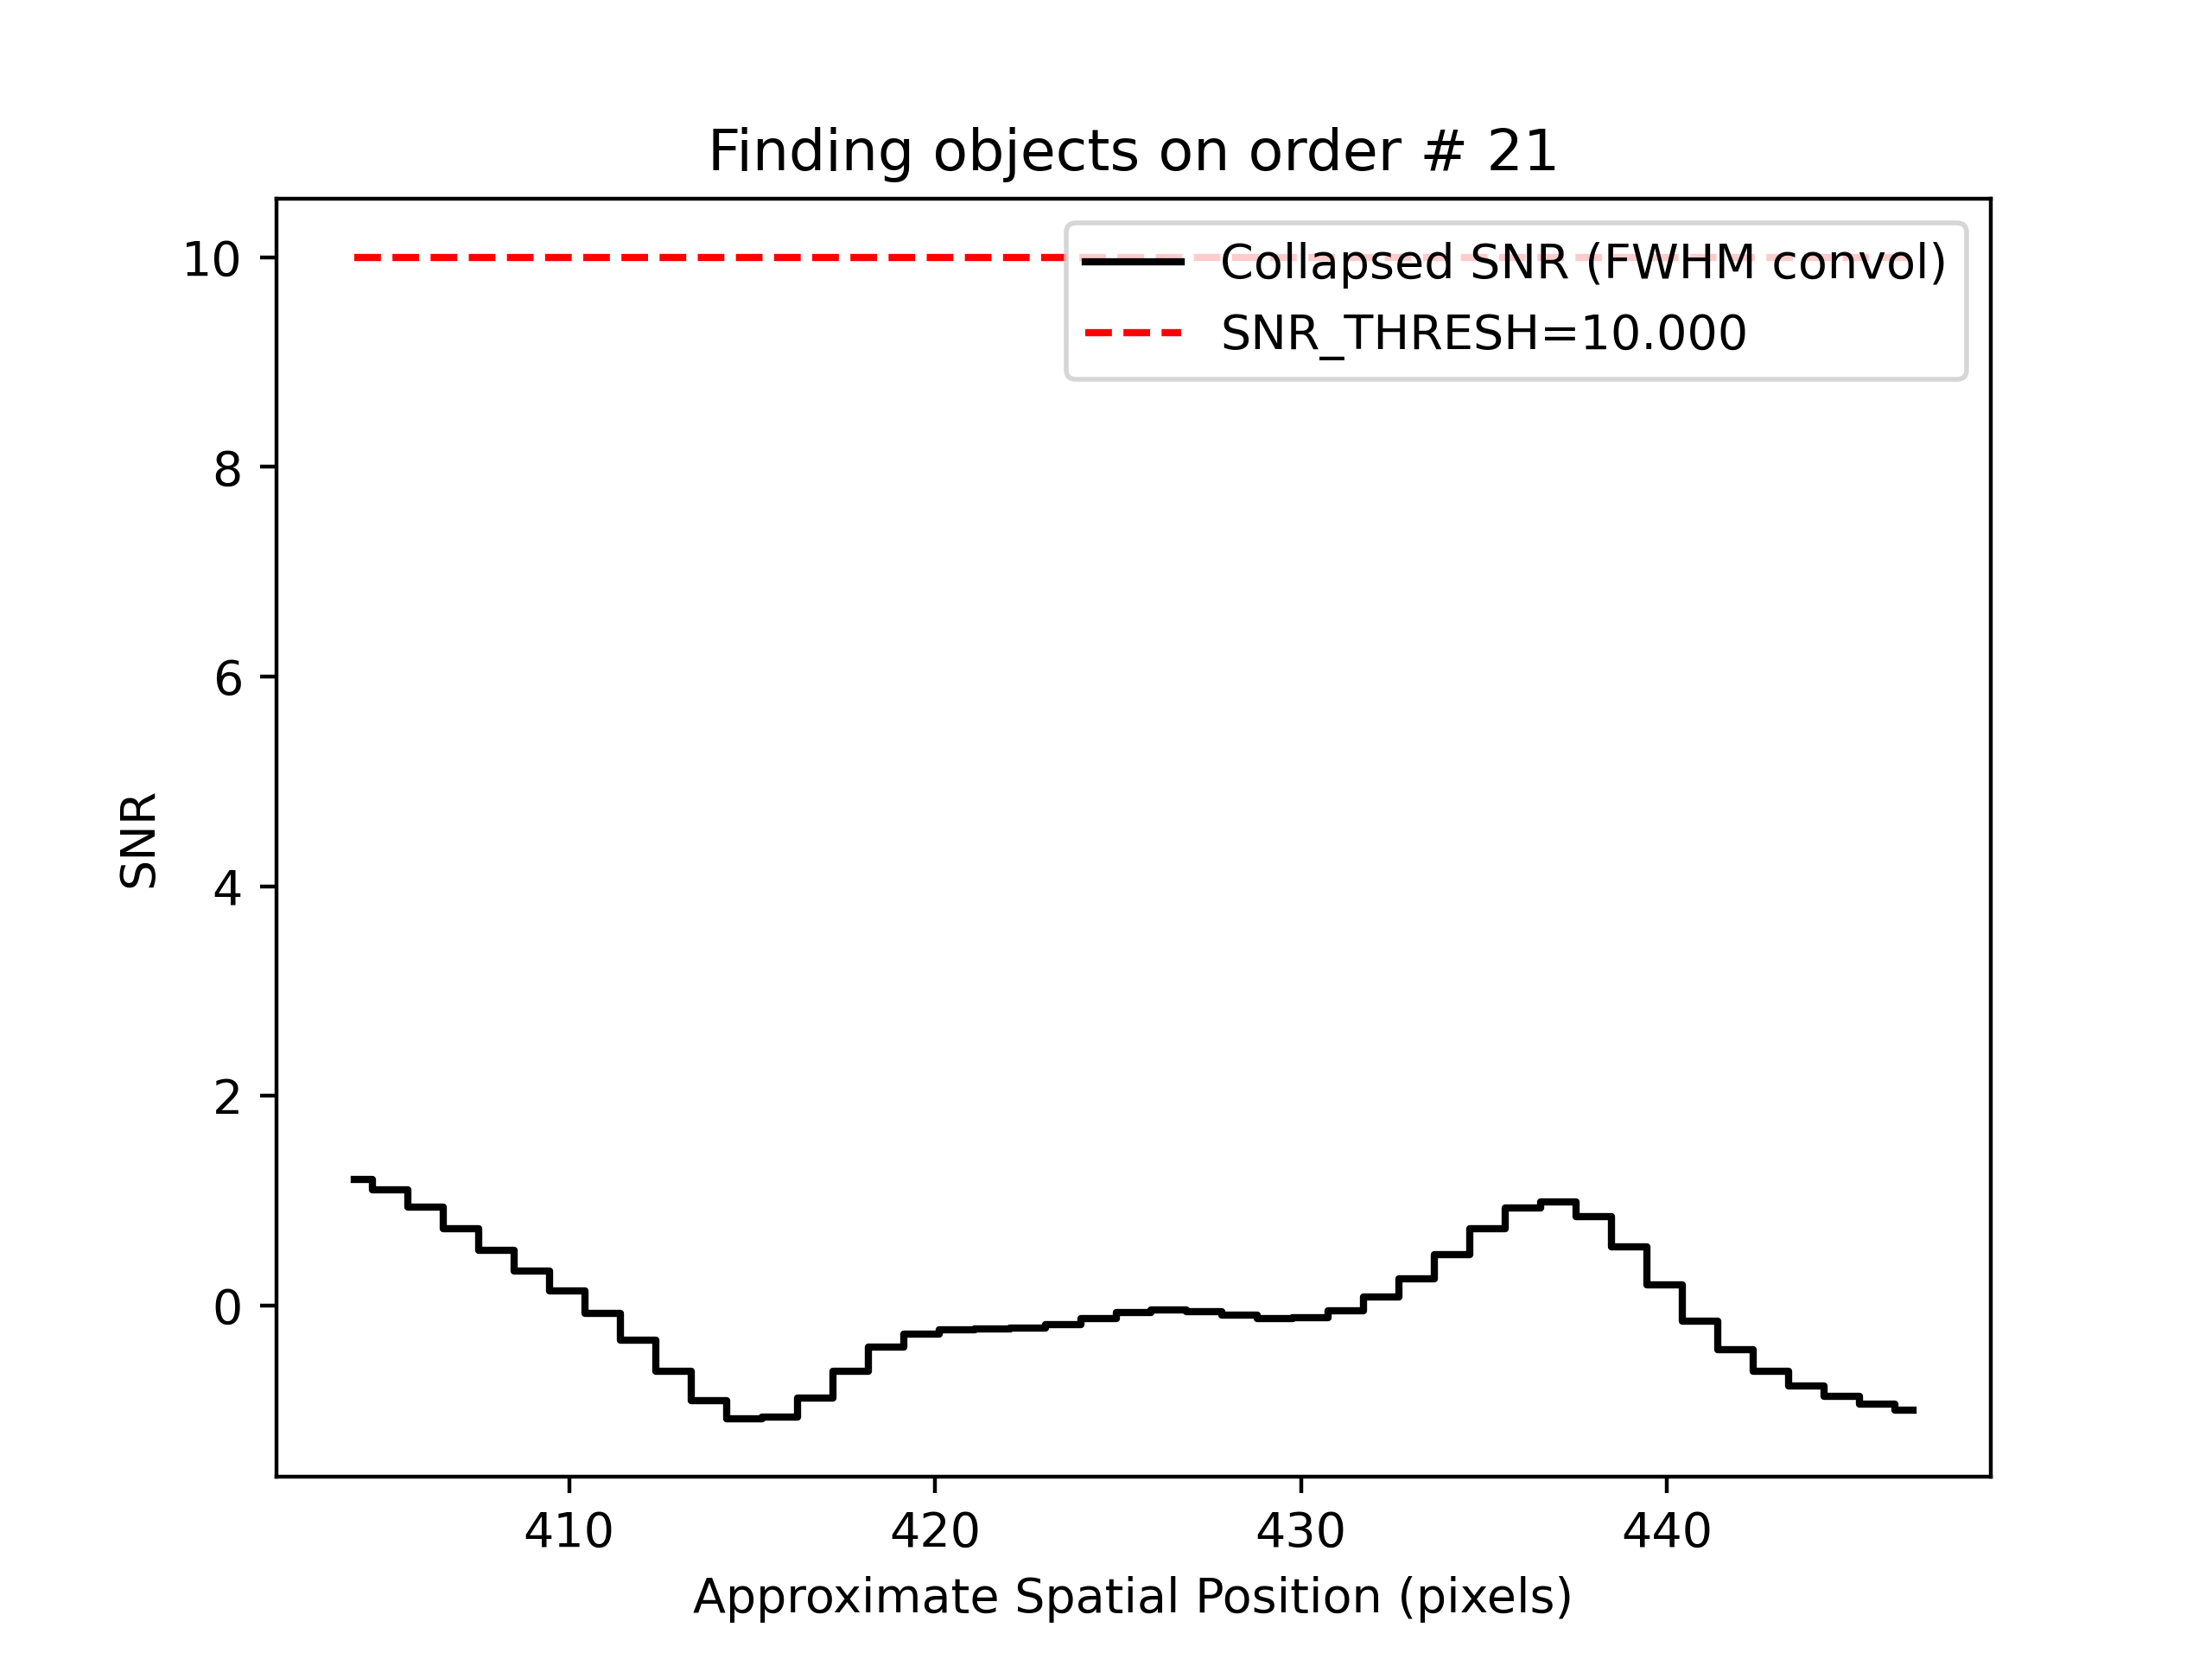 Finding objects on order # 21
Collapsed SNR (FWHM convol)
SNR_THRESH=10.000
10
8
6
4
2
0
SNR
410 420 430 440
Approximate Spatial Position (pixels)